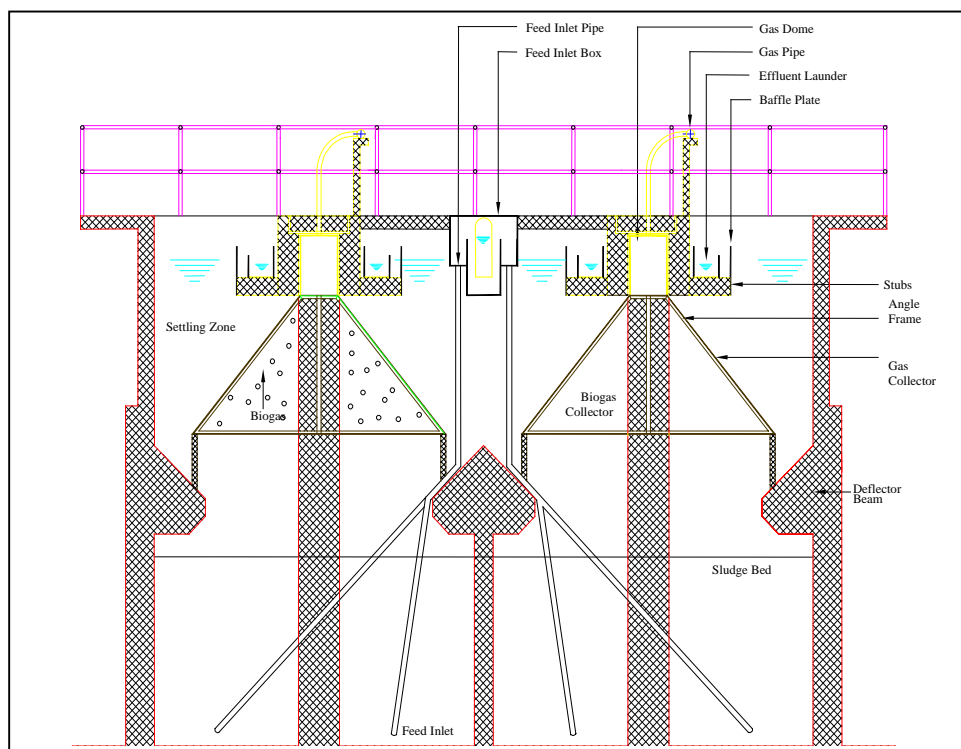 Feed Inlet Pipe
Feed Inlet Box
Gas Dome
Gas Pipe
Effluent Launder
Baffle Plate
Stubs
Angle
Frame
Settling Zone
Gas
Collector
Biogas
Biogas
Collector
Deflector
Beam
Sludge Bed
Feed Inlet